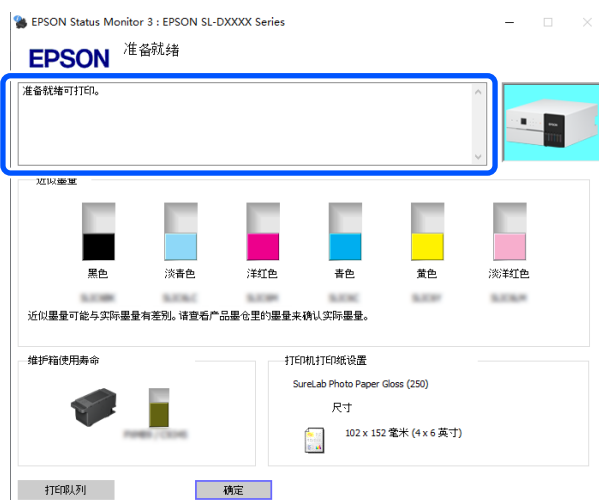 EPSON Status Monitor 3 : EPSON SL-DXXXX Series
EPSON 准备就绪
准备就绪可打印。
近似墨量
黑色 淡青色 洋红色 青色 黄色 淡洋红色
近似墨量可能与实际墨量有差别。请查看产品墨仓里的墨量来确认实际墨量。
维护箱使用寿命 打印机打印纸设置
SureLab Photo Paper Gloss (250)
尺寸
102 x 152 毫米 (4 x 6 英寸)
打印队列 确定